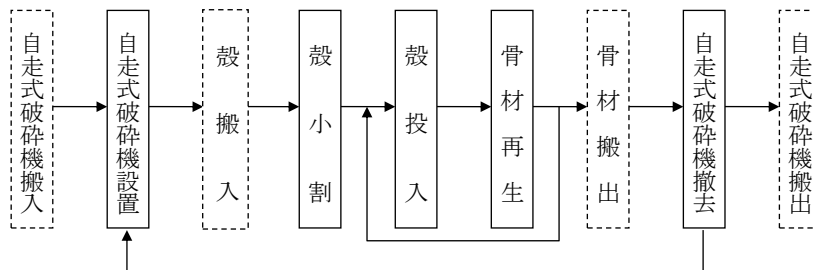 自走式破砕機搬入
自走式破砕機設置
殻搬入
殻小割
殻投入
骨材再生
骨材搬出
自走式破砕機撤去
自走式破砕機搬出